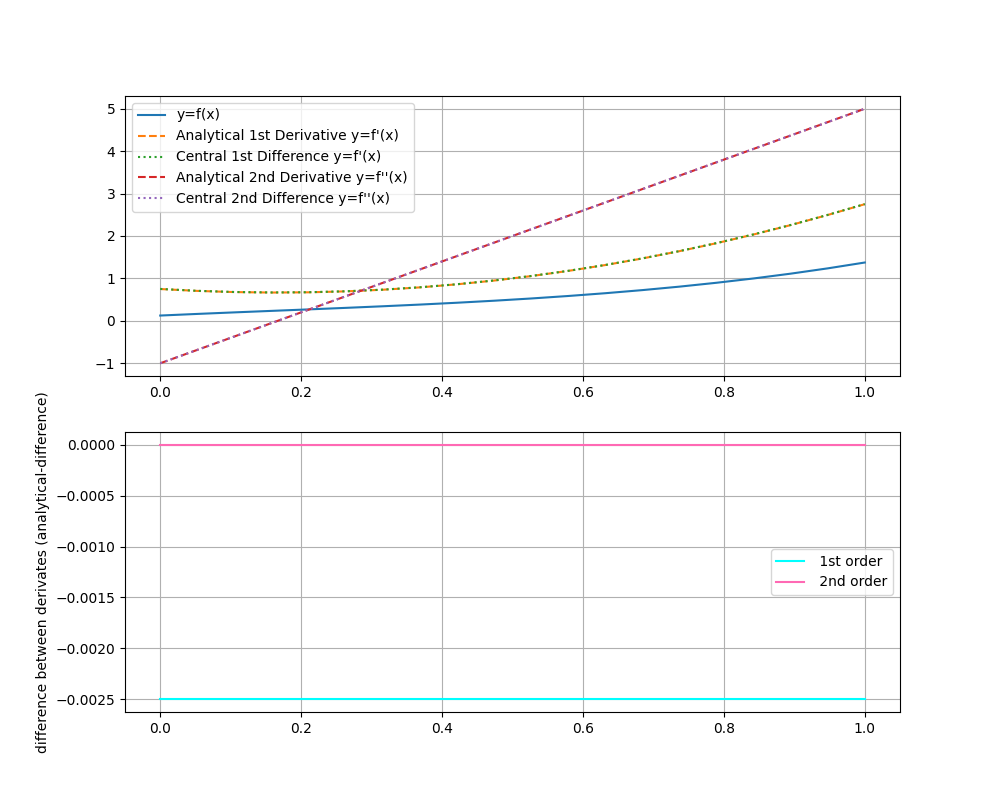 y=f(x)
Analytical 1st Derivative y=f'(x)
Central 1st Difference y=f'(x)
Analytical 2nd Derivative y=f''(x)
Central 2nd Difference y=f''(x)
5
4
3
2
1
0
−1
0.0 0.2 0.4 0.6 0.8 1.0
difference between derivates (analytical-difference)
0.0000
−0.0005
−0.0010
−0.0015
−0.0020
−0.0025
1st order
2nd order
0.0 0.2 0.4 0.6 0.8 1.0